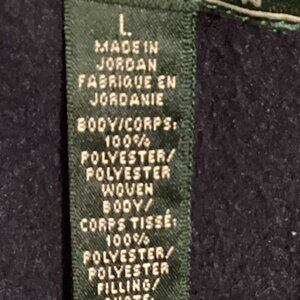 L
MADE IN
JORDAN
FABRIQUE EN
JORDANIE
BODY/CORPS:
100%
POLYESTER/
POLYESTER
WOVEN
BODY/
CORPS TISSÉ:
100%
POLYESTER/
POLYESTER
FILLING/